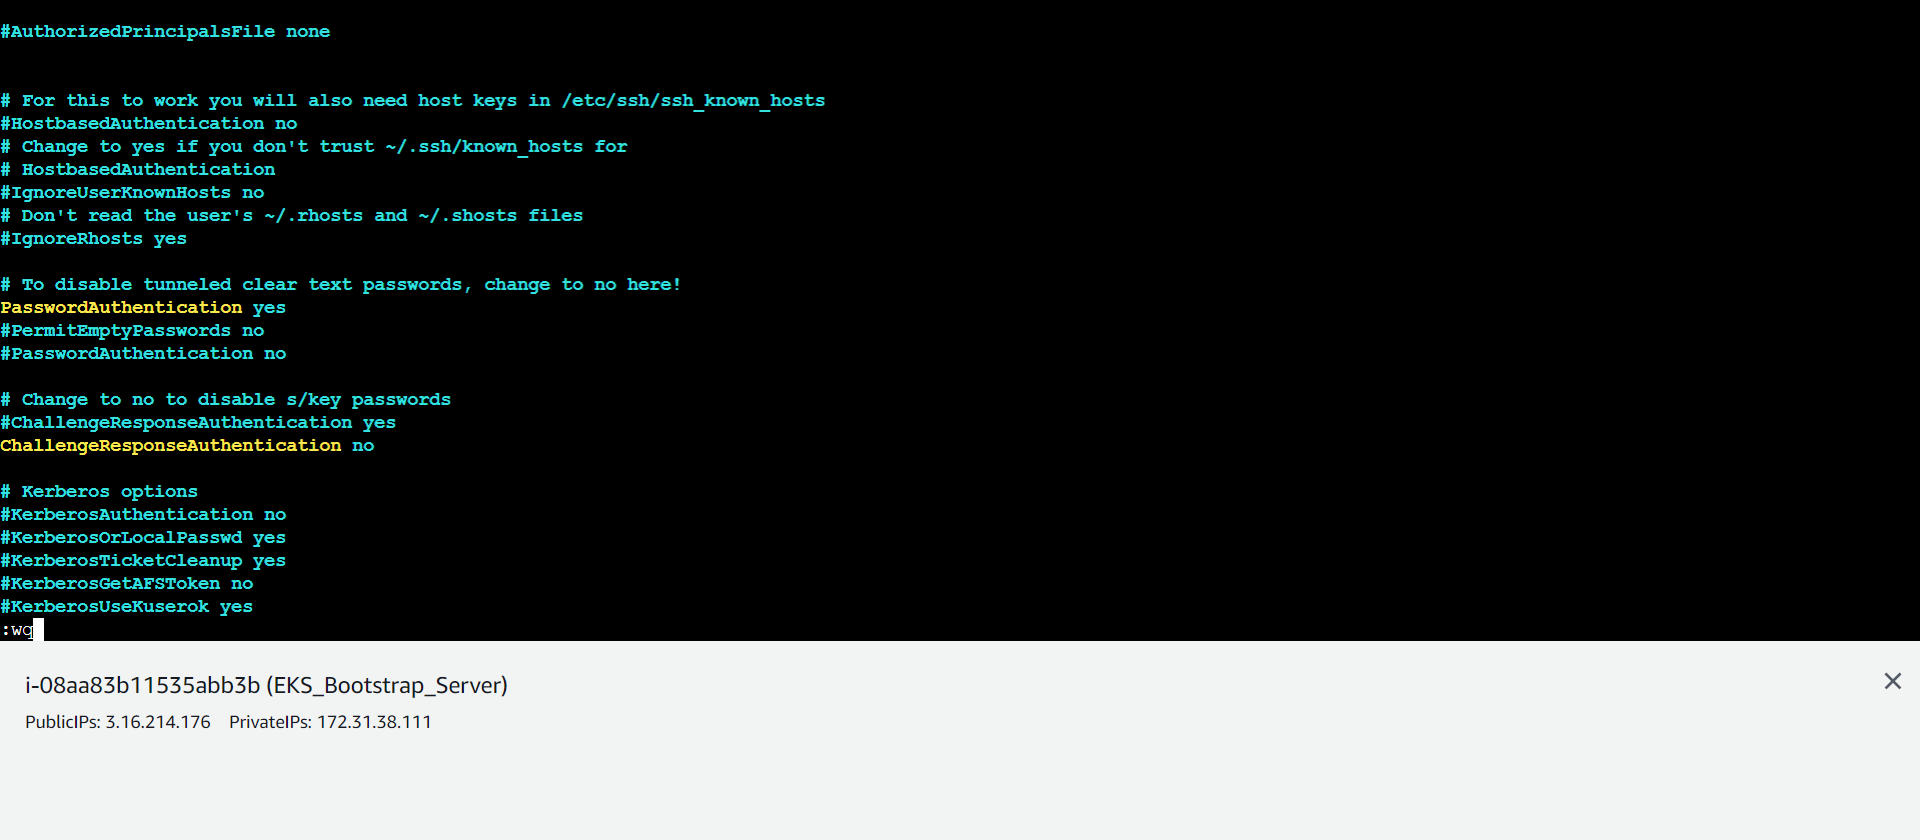 #AuthorizedPrincipalsFile none
# For this to work you will also need host keys in /etc/ssh/ssh_known_hosts
#HostbasedAuthentication no
# Change to yes if you don't trust ~/.ssh/known_hosts for
# HostbasedAuthentication
#IgnoreUserKnownHosts no
# Don't read the user's ~/.rhosts and ~/.shosts files
#IgnoreRhosts yes
# To disable tunneled clear text passwords, change to no here!
PasswordAuthentication yes
#PermitEmptyPasswords no
#PasswordAuthentication no
# Change to no to disable s/key passwords
#ChallengeResponseAuthentication yes
ChallengeResponseAuthentication no
# Kerberos options
#KerberosAuthentication no
#KerberosOrLocalPasswd yes
#KerberosTicketCleanup yes
#KerberosGetAFSToken no
#KerberosUseKuserok yes
:wq
i-08aa83b11535abb3b (EKS_Bootstrap_Server)
PublicIPs: 3.16.214.176 PrivateIPs: 172.31.38.111